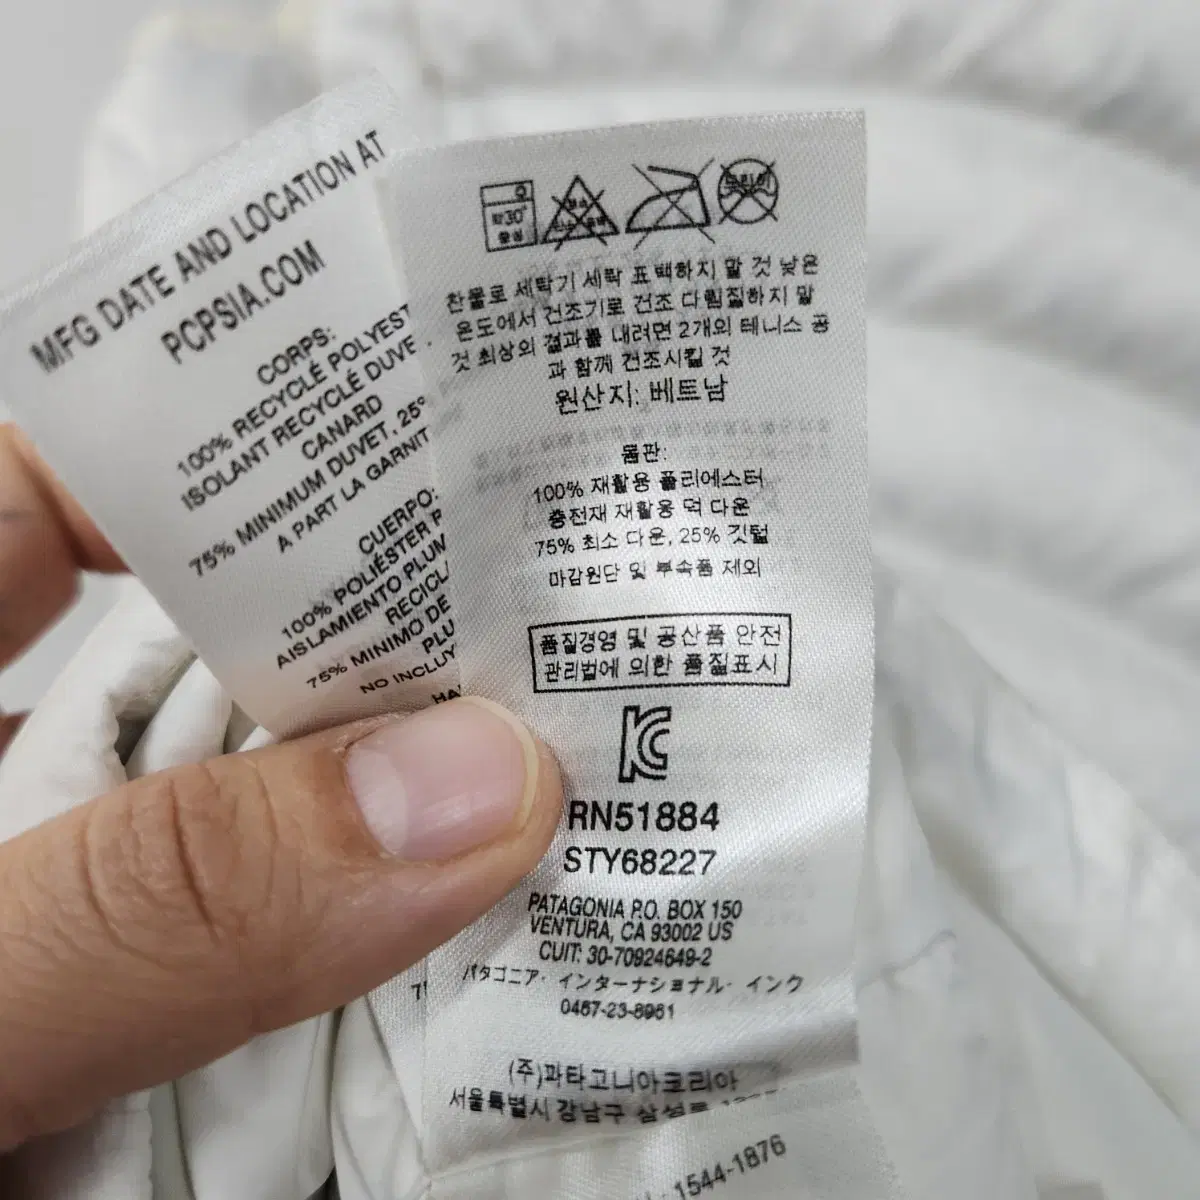 MFG DATE AND LOCATION AT
PCPSIA.COM
CORPS:
100% RECYCLÉ POLYEST
ISOLANT RECYCLÉ DUVE
CANARD
75% MINIMUM DUVET, 25%
A PART LA GARNIT
CUERPO:
100% POLIÉSTER R
AISLAMIENTO PLUM
RECICL
75% MINIMO DE
PLU
NO INCLUY
HA
약30°
중성
드라이
찬물로 세탁기 세탁 표백하지 말 것 낮은
온도에서 건조기로 건조 다림질하지 말
것 최상의 결과를 내려면 2개의 테니스 공
과 함께 건조시킬 것
원산지: 베트남
몸판:
100% 재활용 폴리에스터
충전재 재활용 덕 다운
75% 최소 다운, 25% 깃털
마감원단 및 부속품 제외
품질경영 및 공산품 안전
관리법에 의한 품질표시
KC
RN51884
STY68227
PATAGONIA P.O. BOX 150
VENTURA, CA 93002 US
CUIT: 30-70924649-2
パタゴニア・インターナショナル・インク
0467-23-8961
(주)파타고니아코리아
서울특별시 강남구 삼성로
1544-1876